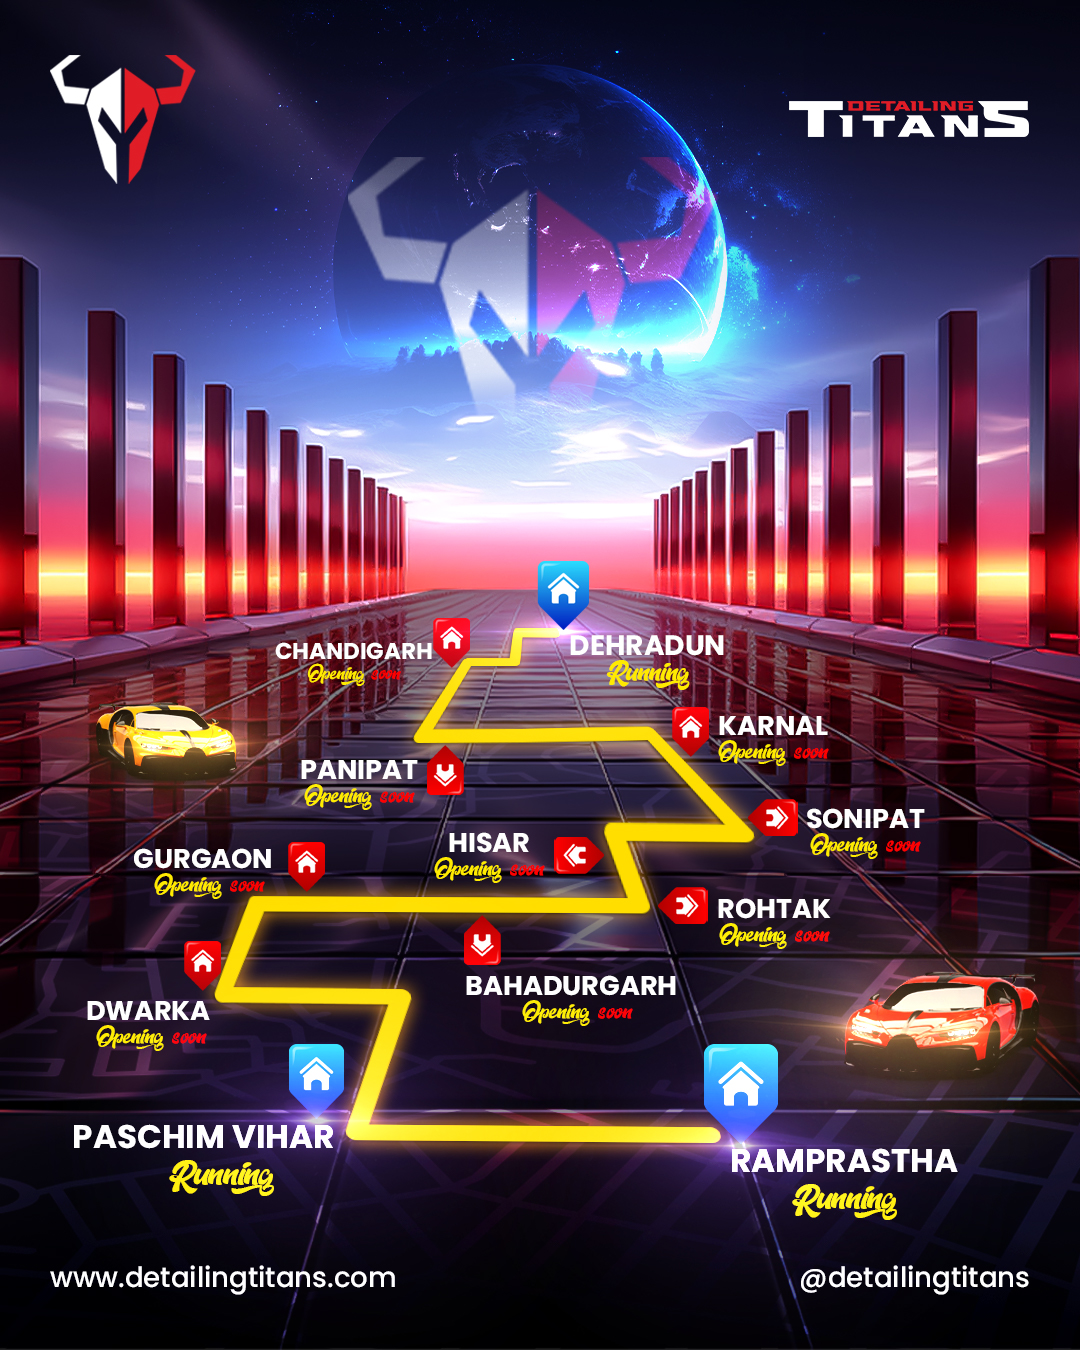 DETAILING
TITANS
DEHRADUN
Running
CHANDIGARH
Opening soon
KARNAL
Opening soon
PANIPAT
Opening soon
SONIPAT
Opening soon
HISAR
Opening soon
GURGAON
Opening soon
ROHTAK
Opening soon
BAHADURGARH
Opening soon
DWARKA
Opening soon
PASCHIM VIHAR
Running
RAMPRASTHA
Running
www.detailingtitans.com
@detailingtitans